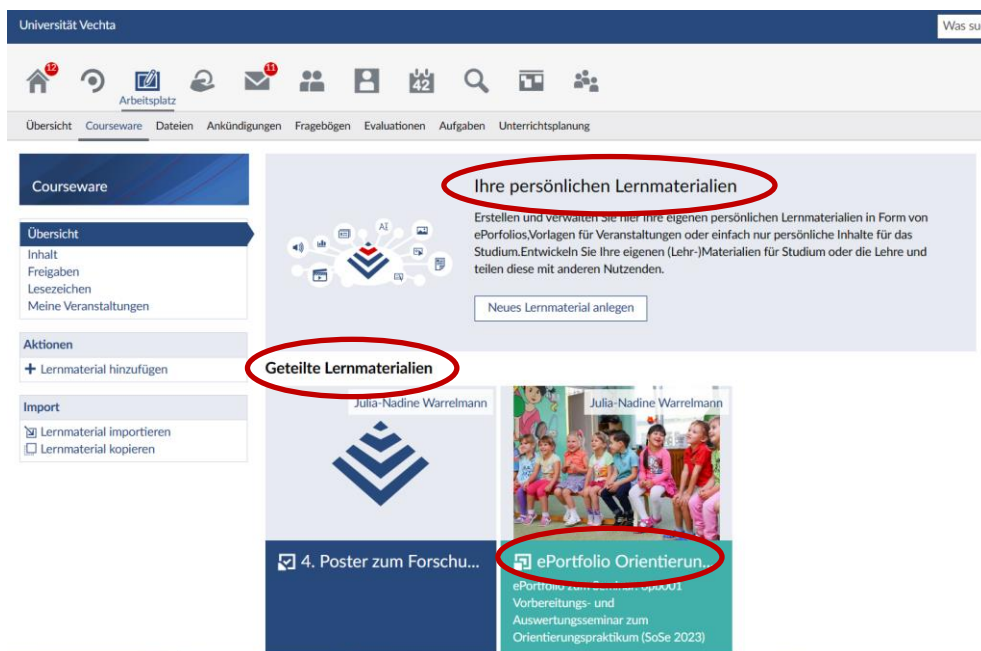 Universität Vechta
Was su
12
11
42
Arbeitsplatz
Übersicht Courseware Dateien Ankündigungen Fragebögen Evaluationen Aufgaben Unterrichtsplanung
Courseware
Übersicht
Inhalt
Freigaben
Lesezeichen
Meine Veranstaltungen
Aktionen
+ Lernmaterial hinzufügen
Import
Lernmaterial importieren
Lernmaterial kopieren
AI
Ihre persönlichen Lernmaterialien
Erstellen und verwalten Sie hier Ihre eigenen persönlichen Lernmaterialien in Form von
ePorfolios,Vorlagen für Veranstaltungen oder einfach nur persönliche Inhalte für das
Studium.Entwickeln Sie Ihre eigenen (Lehr-)Materialien für Studium oder die Lehre und
teilen diese mit anderen Nutzenden.
Neues Lernmaterial anlegen
Geteilte Lernmaterialien
Julia-Nadine Warrelmann
4. Poster zum Forschu...
Julia-Nadine Warrelmann
ePortfolio Orientierun...
ePortfolio zum Seminar:
Vorbereitungs- und
Auswertungsseminar zum
Orientierungspraktikum (SoSe 2023)